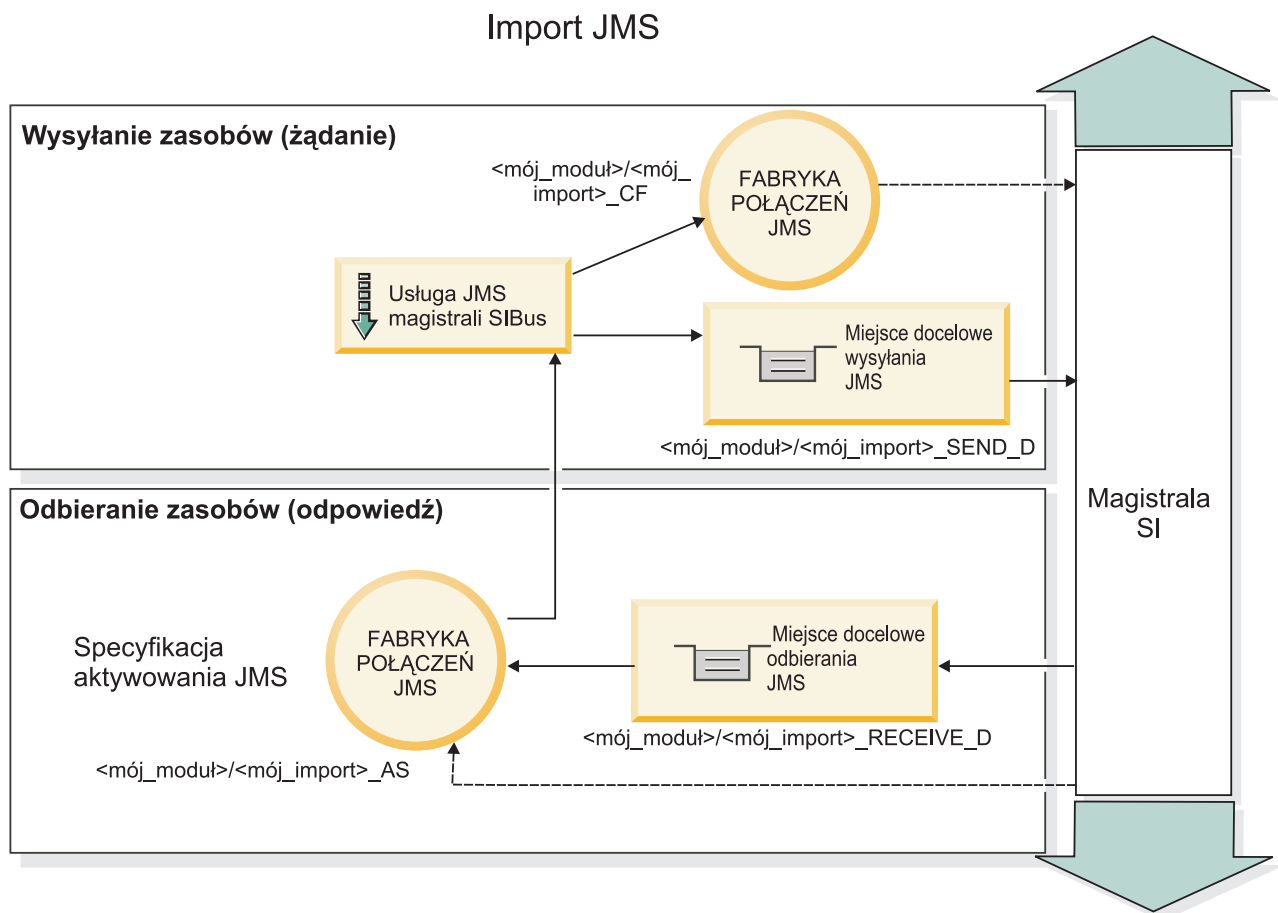 Import JMS
Wysyłanie zasobów (żądanie)
<mój_moduł>/<mój_
import>_CF
FABRYKA
POŁĄCZEŃ
JMS
Usługa JMS
magistrali SIBus
Miejsce docelowe
wysyłania
JMS
<mój_moduł>/<mój_import>_SEND_D
Magistrala
SI
Odbieranie zasobów (odpowiedź)
Specyfikacja
aktywowania JMS
FABRYKA
POŁĄCZEŃ
JMS
Miejsce docelowe
odbierania
JMS
<mój_moduł>/<mój_import>_RECEIVE_D
<mój_moduł>/<mój_import>_AS